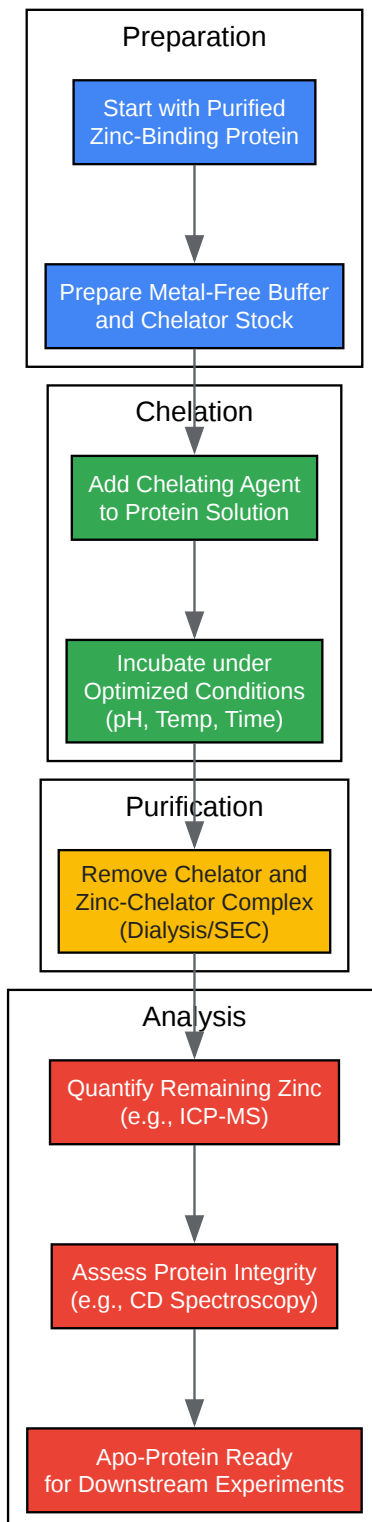 Preparation
Start with Purified
Zinc-Binding Protein
Prepare Metal-Free Buffer
and Chelator Stock
Chelation
Add Chelating Agent
to Protein Solution
Incubate under
Optimized Conditions
(pH, Temp, Time)
Purification
Remove Chelator and
Zinc-Chelator Complex
(Dialysis/SEC)
Analysis
Quantify Remaining Zinc
(e.g., ICP-MS)
Assess Protein Integrity
(e.g., CD Spectroscopy)
Apo-Protein Ready
for Downstream Experiments